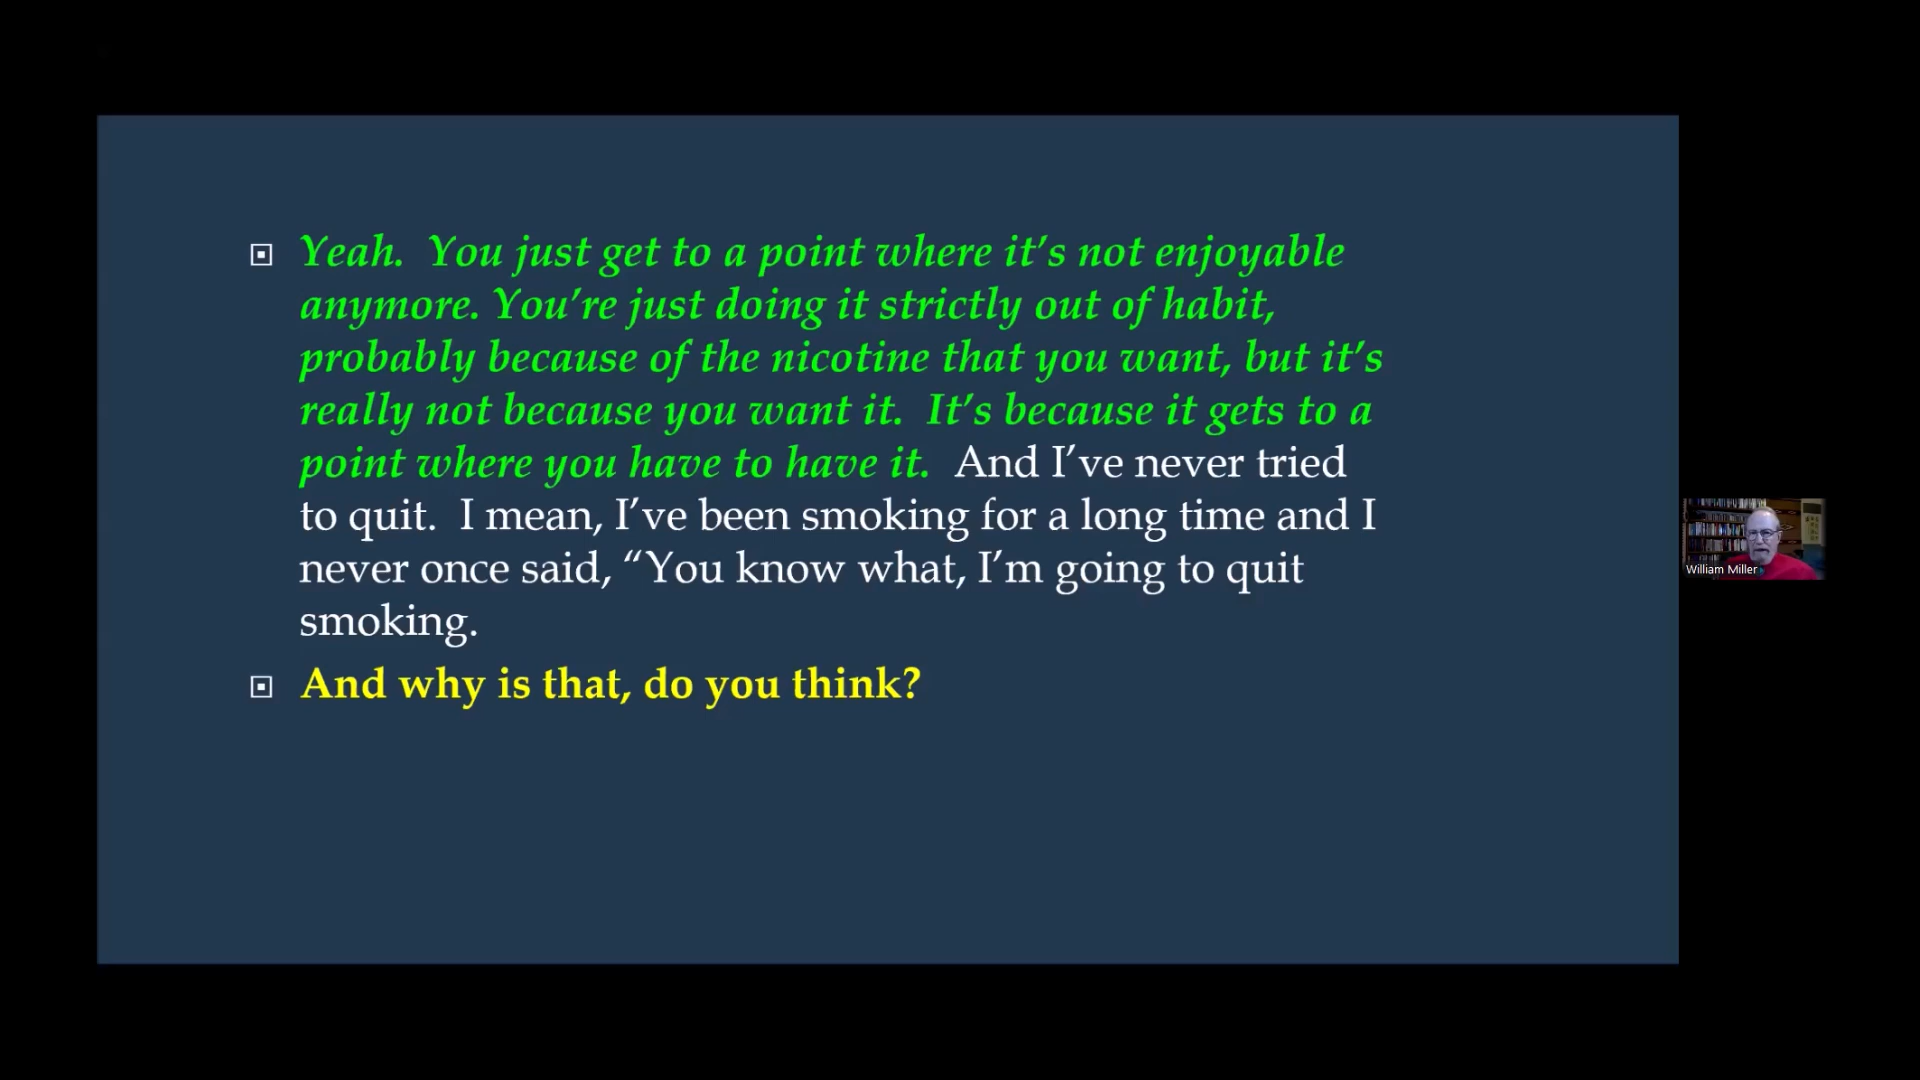 Yeah.  You just get to a point where it’s not enjoyable
anymore. You’re just doing it strictly out of habit,
probably because of the nicotine that you want, but it’s
really not because you want it.  It’s because it gets to a
point where you have to have it.  And I’ve never tried
to quit.  I mean, I’ve been smoking for a long time and I
never once said, “You know what, I’m going to quit
smoking.
And why is that, do you think?
William Miller